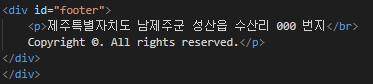 <div id="footer">
<p>제주특별자치도 남제주군 성산읍 수산리 000 번지</br>
Copyright ©. All rights reserved.</p>
</div>
</div>